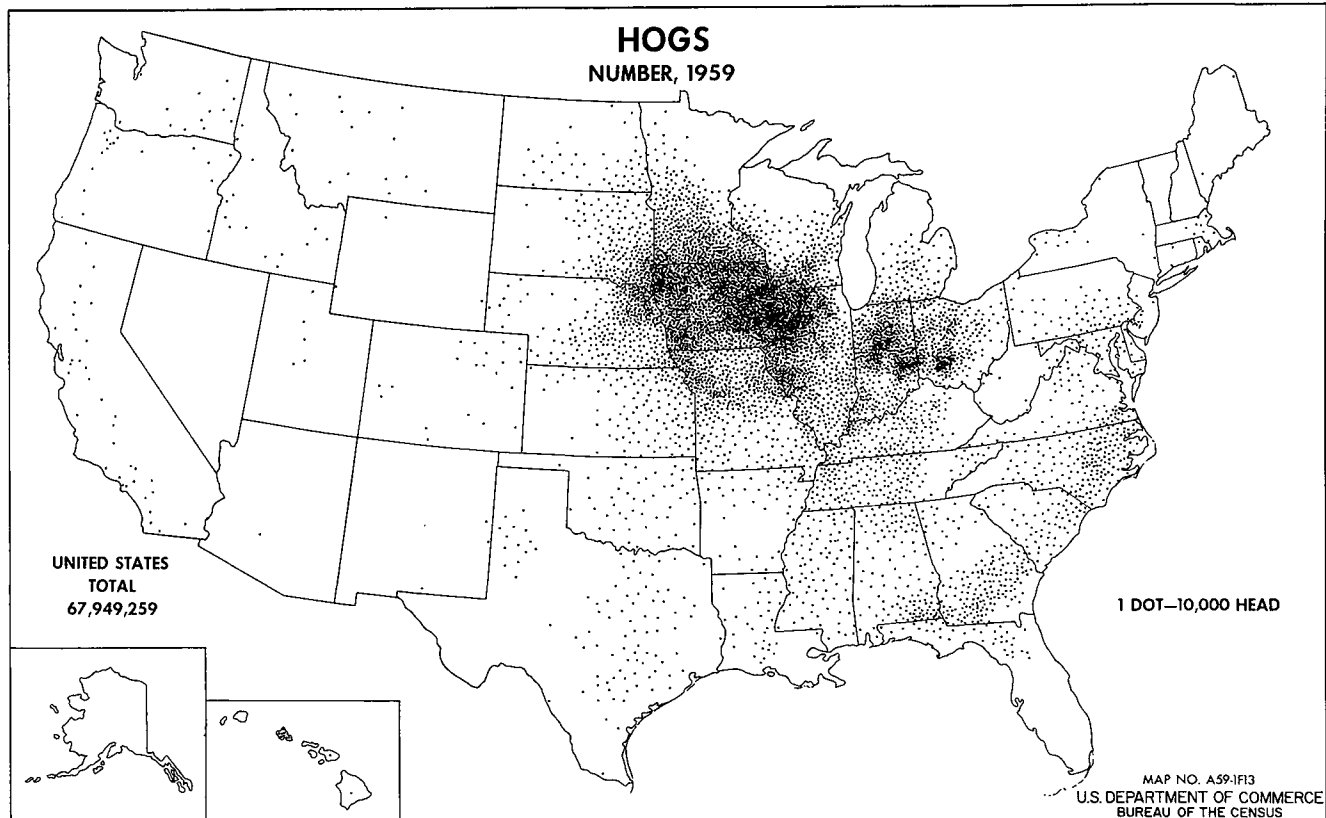 HOGS
NUMBER, 1959
UNITED STATES
TOTAL
67,949,259
1 DOT—10,000 HEAD
MAP NO. A59-1F13
U.S. DEPARTMENT OF COMMERCE
BUREAU OF THE CENSUS